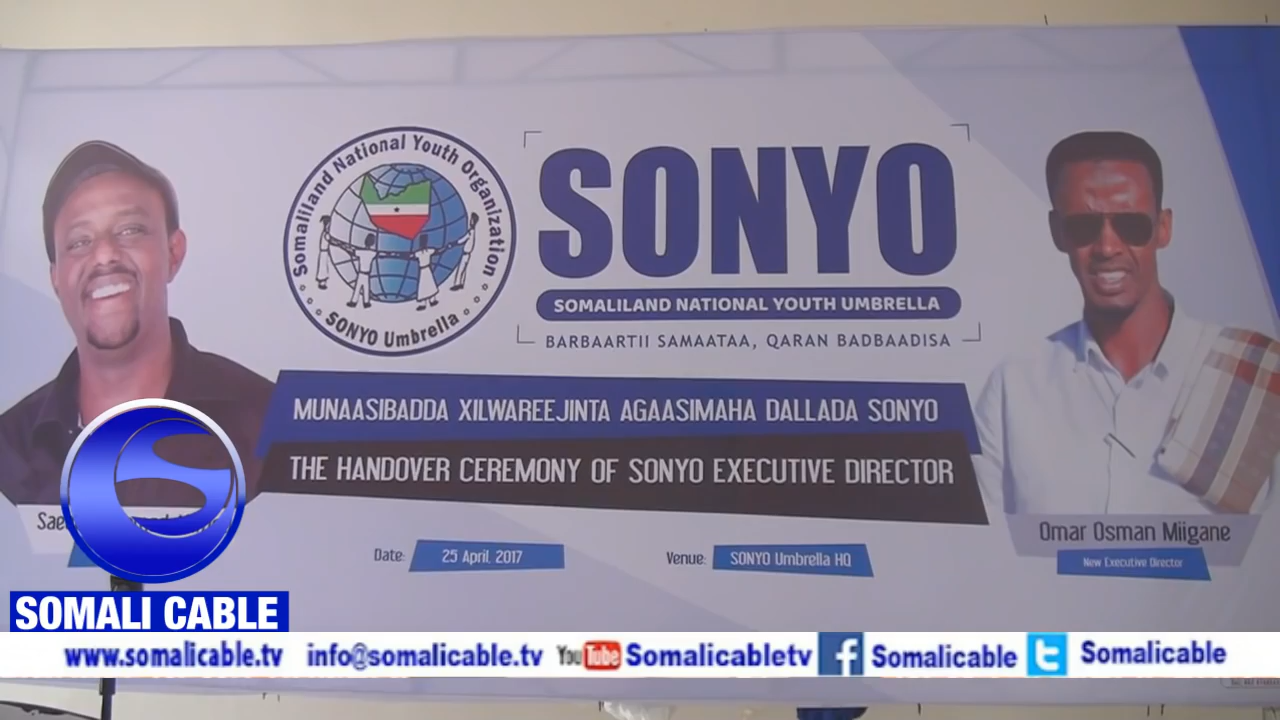 Somaliland National Youth Organization
SONYO Umbrella
SONYO
SOMALILAND NATIONAL YOUTH UMBRELLA
BARBAARTII SAMAATAA, QARAN BADBAADISA
MUNAASIBADDA XILWAREEJINTA AGAASIMAHA DALLADA SONYO
THE HANDOVER CEREMONY OF SONYO EXECUTIVE DIRECTOR
Omar Osman Miigane
New Executive Director
Date: 25 April, 2017
Venue: SONYO Umbrella HQ
SOMALI CABLE
www.somalicable.tv info@somalicable.tv YouTube Somalicabletv f Somalicable t Somalicable